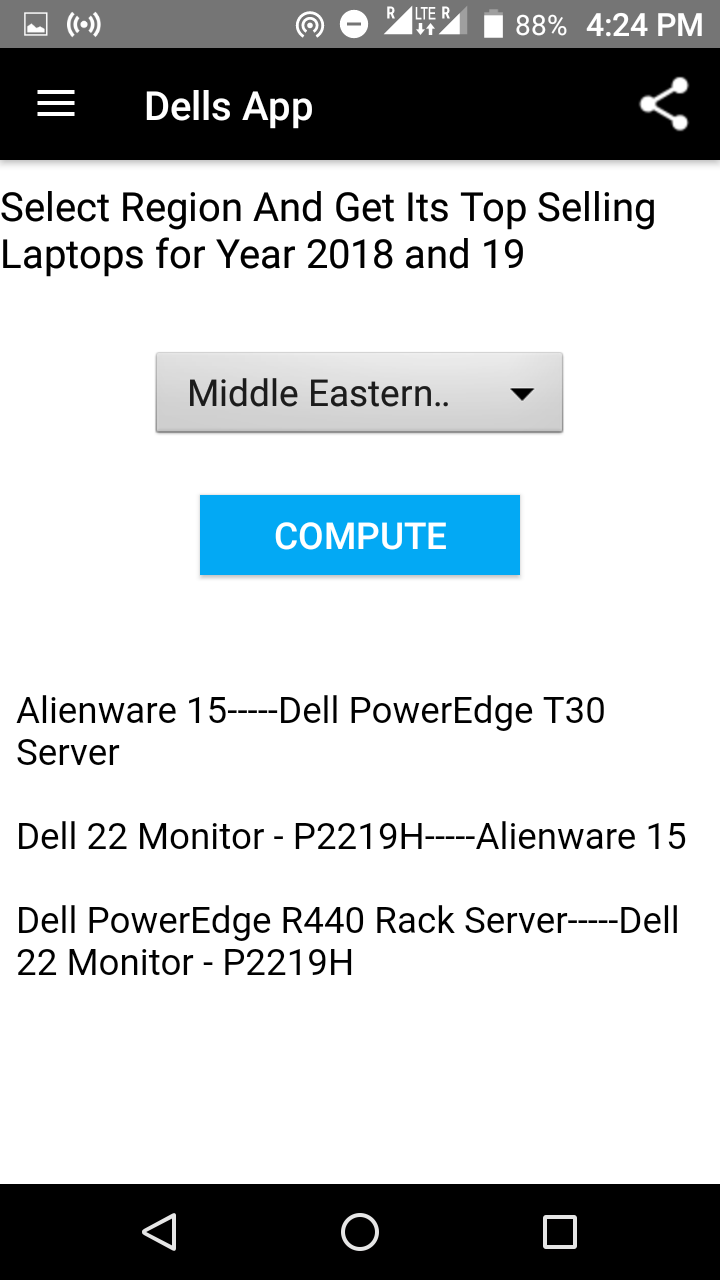 R LTE R 88% 4:24 PM
Dells App
Select Region And Get Its Top Selling
Laptops for Year 2018 and 19
Middle Eastern..
COMPUTE
Alienware 15-----Dell PowerEdge T30
Server
Dell 22 Monitor - P2219H-----Alienware 15
Dell PowerEdge R440 Rack Server-----Dell
22 Monitor - P2219H